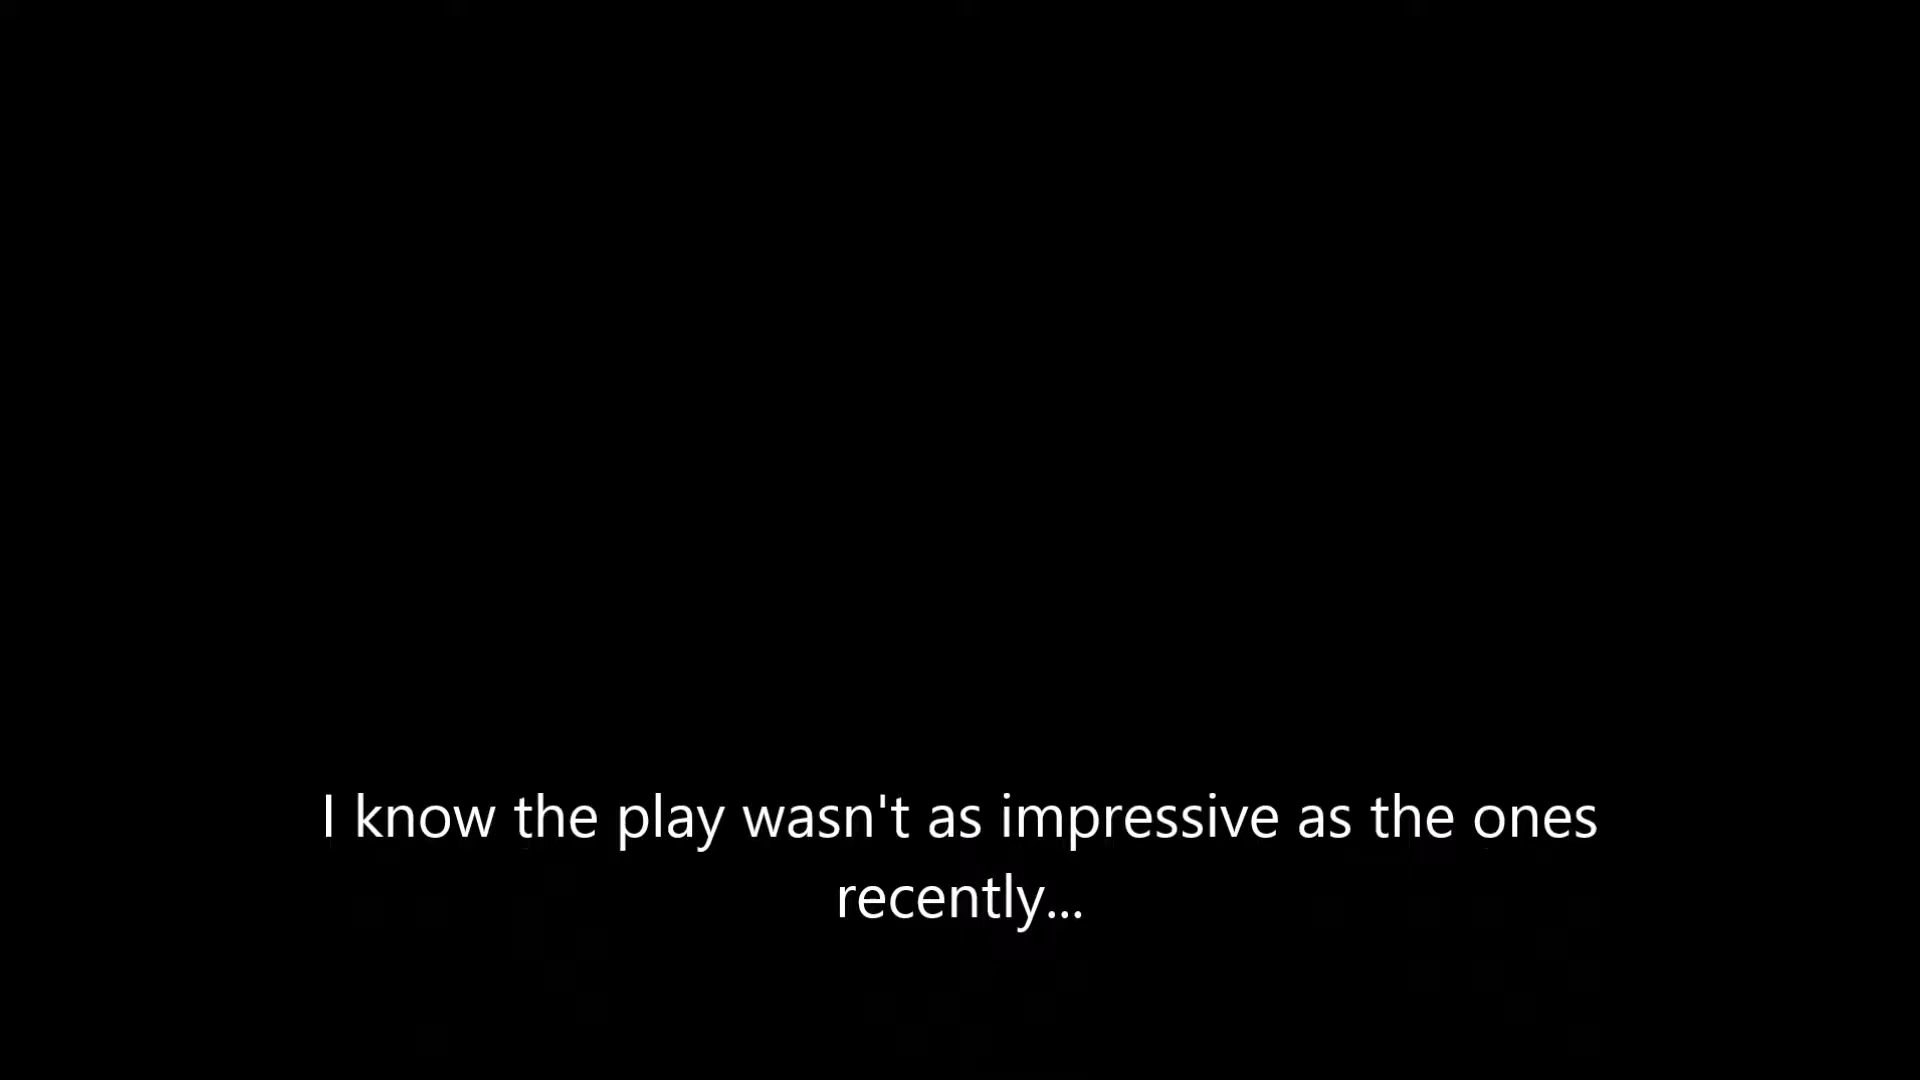 I know the play wasn't as impressive as the ones
recently...